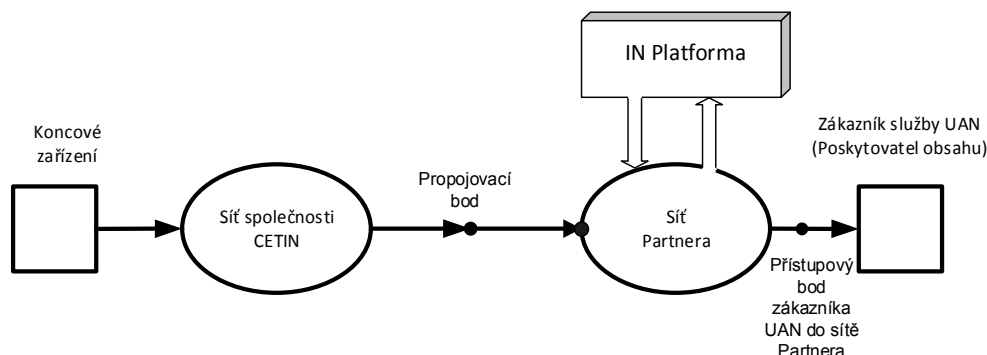 IN Platforma
Koncové
zařízení
Zákazník služby UAN
(Poskytovatel obsahu)
Propojovací
bod
Síť společnosti
CETIN
Síť
Partnera
Přístupový
bod
zákazníka
UAN do sítě
Partnera